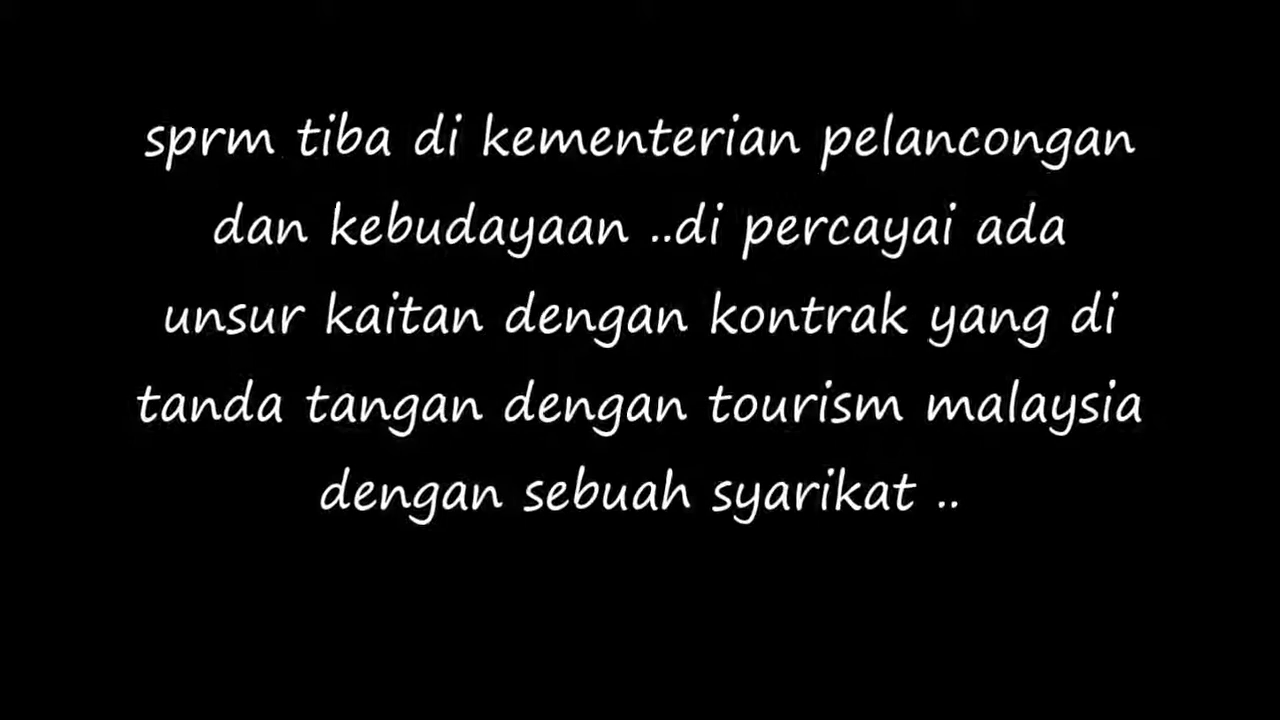 sprm tiba di kementerian pelancongan
dan kebudayaan ..di percayai ada
unsur kaitan dengan kontrak yang di
tanda tangan dengan tourism malaysia
dengan sebuah syarikat ..